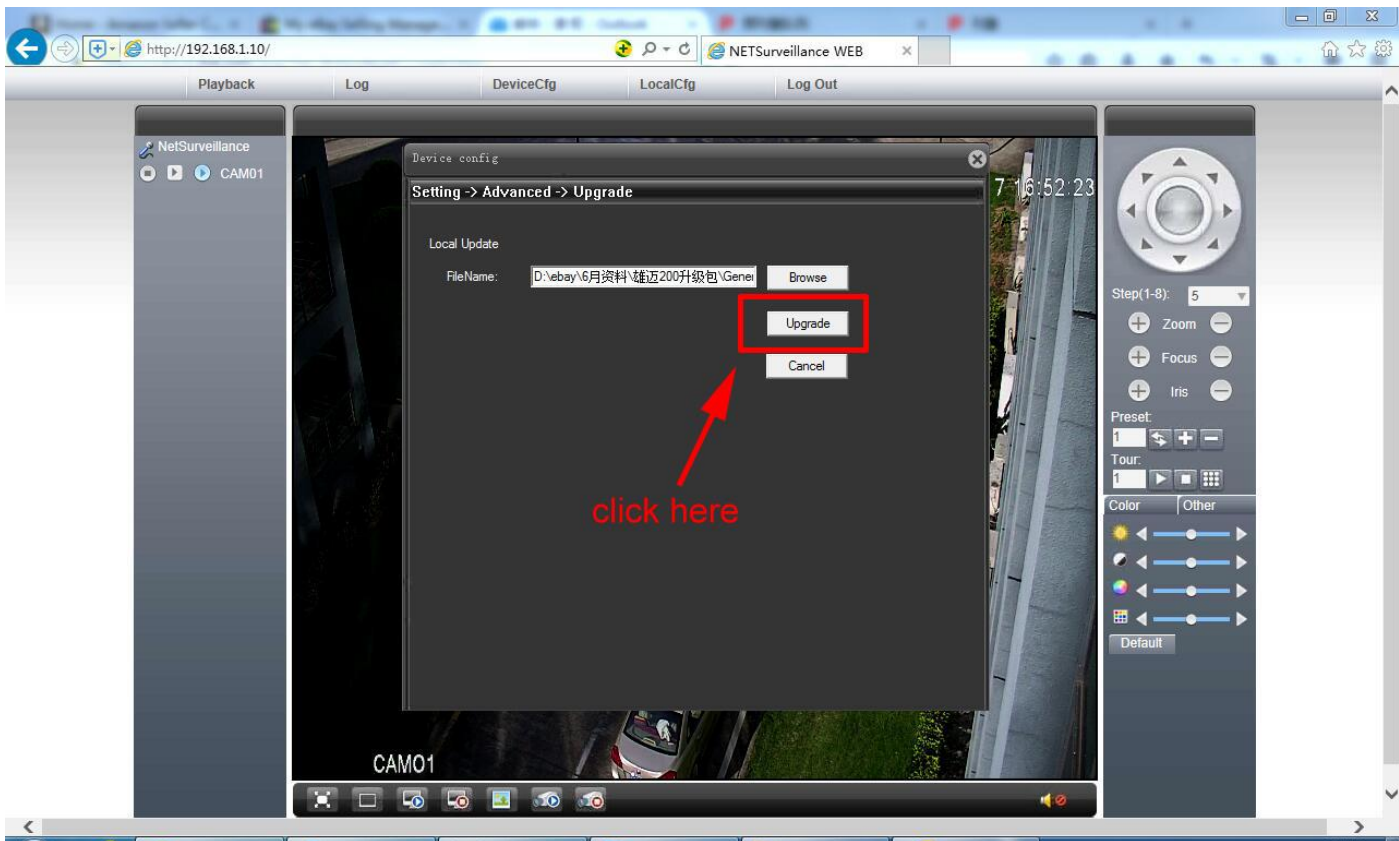 http://192.168.1.10/
NETSurveillance WEB
Playback Log DeviceCfg LocalCfg Log Out
NetSurveillance
CAM01
Device config
Setting -> Advanced -> Upgrade
7 16:52:23
Local Update
FileName: D:\ebay\6月资料\雄迈200升级包\Gener Browse
Upgrade
Cancel
click here
CAM01
Step(1-8): 5
Zoom
Focus
Iris
Preset:
1
Tour:
1
Color Other
Default